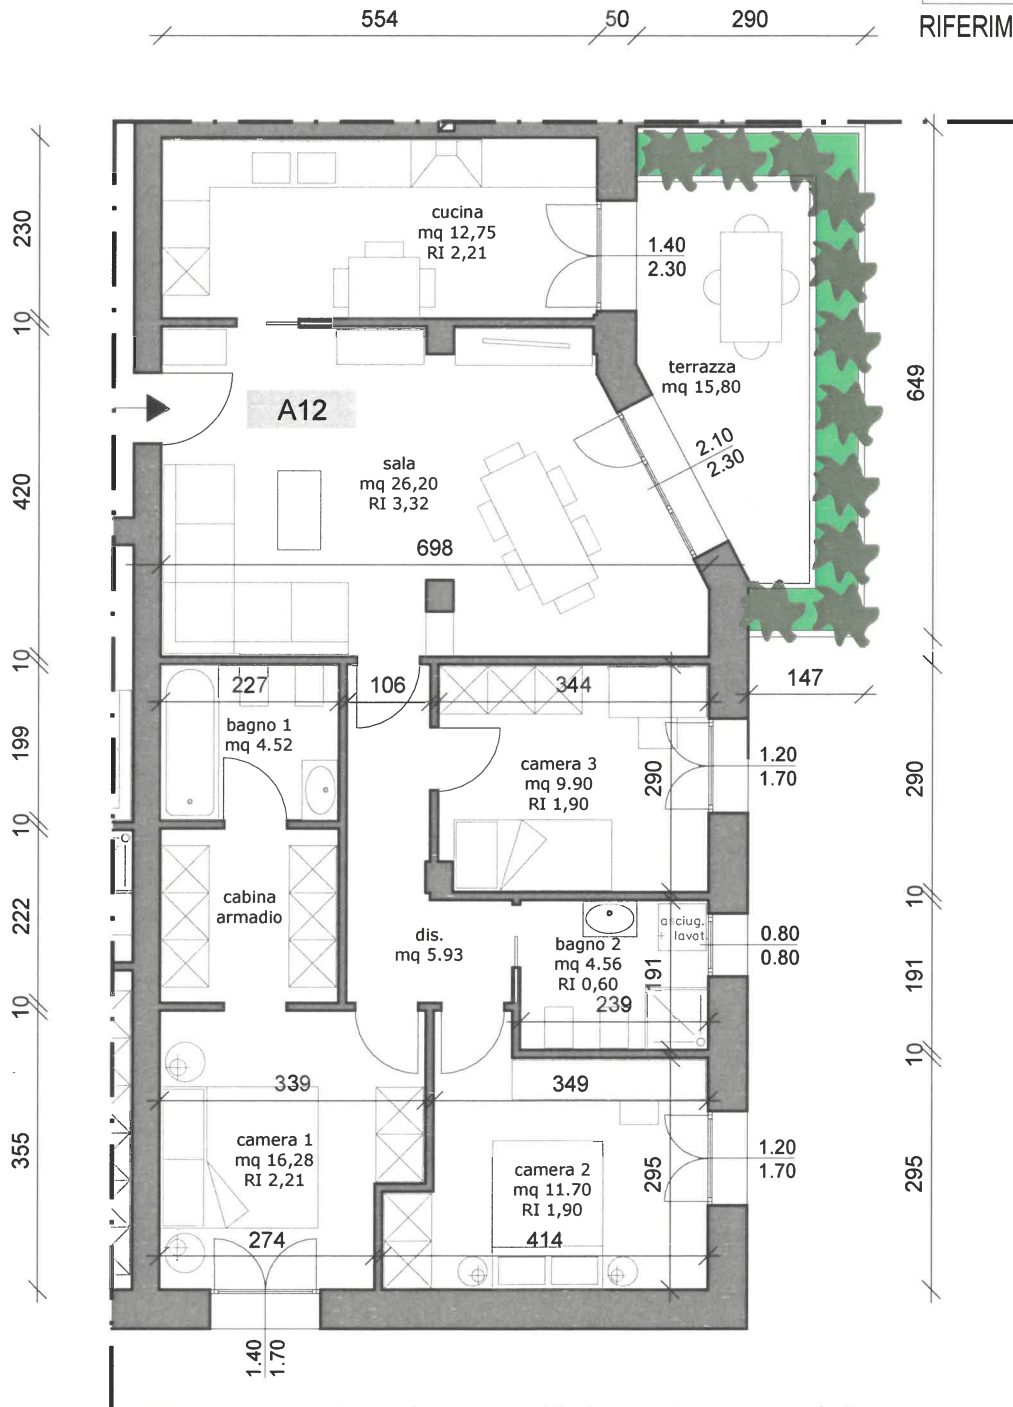 554
50
290
RIFERIM
230
10
420
10
199
10
222
10
355
cucina
mq 12,75
RI 2,21
1.40
2.30
terrazza
mq 15,80
649
A12
2.10
2.30
sala
mq 26,20
RI 3,32
698
227
106
344
147
bagno 1
mq 4.52
camera 3
mq 9.90
RI 1,90
290
1.20
1.70
290
10
cabina
armadio
dis.
mq 5.93
asciug.
+ lavat.
bagno 2
mq 4.56
RI 0,60
191
239
0.80
0.80
191
10
339
349
camera 1
mq 16,28
RI 2,21
camera 2
mq 11.70
RI 1,90
295
1.20
1.70
295
274
414
1.40
1.70